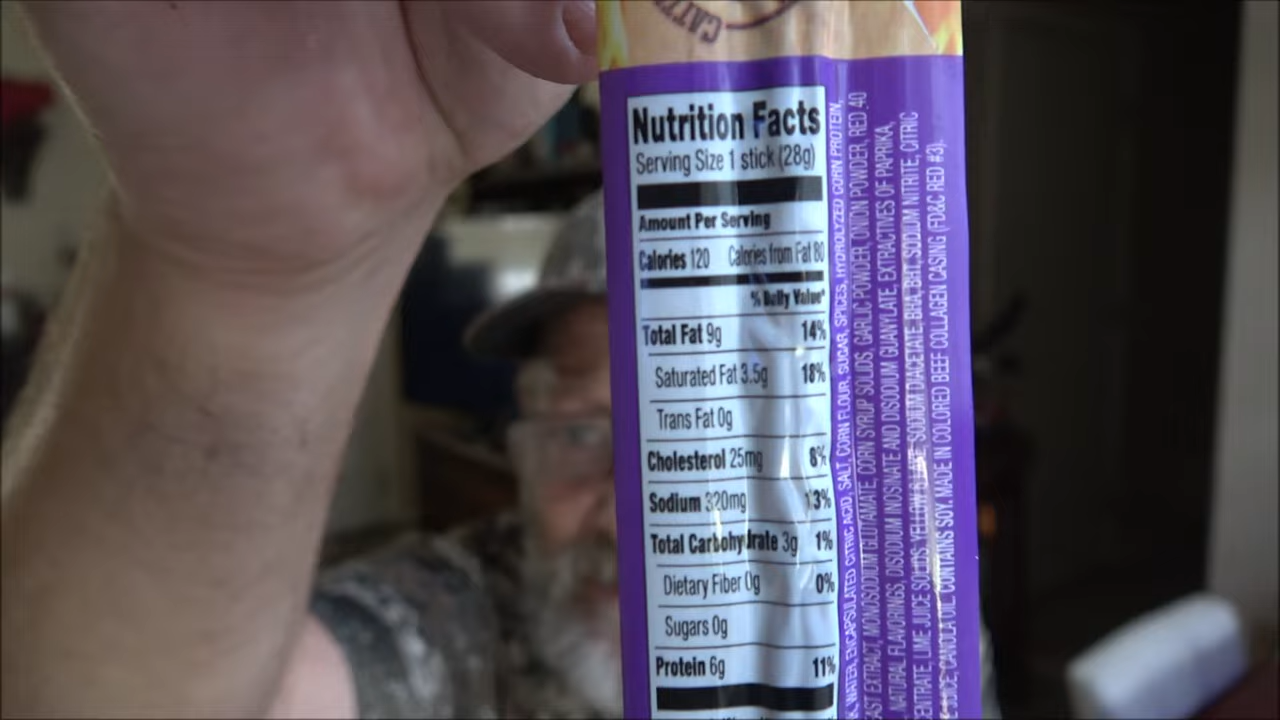 CATT
Nutrition Facts
Serving Size 1 stick (28g)
Amount Per Serving
Calories 120 Calories from Fat 80
% Daily Value*
Total Fat 9g 14%
Saturated Fat 3.5g 18%
Trans Fat 0g
Cholesterol 25mg 8%
Sodium 320mg 13%
Total Carbohydrate 3g 1%
Dietary Fiber 0g 0%
Sugars 0g
Protein 6g 11%
WATER, ENCAPSULATED CITRIC ACID, SALT, CORN FLOUR, SUGAR, SPICES, HYDROLYZED CORN PROTEIN,
EXTRACT, MONOSODIUM GLUTAMATE, CORN SYRUP SOLIDS, GARLIC POWDER, ONION POWDER, RED 40
NATURAL FLAVORINGS, DISODIUM INOSINATE AND DISODIUM GUANYLATE, EXTRACTIVES OF PAPRIKA,
LIME JUICE SOLIDS, YELLOW SODIUM DIACETATE, BHA, BHT, SODIUM NITRITE, CITRIC
JUICE, CANOLA OIL. CONTAINS SOY. MADE IN COLORED BEEF COLLAGEN CASING (FD&C RED #3).